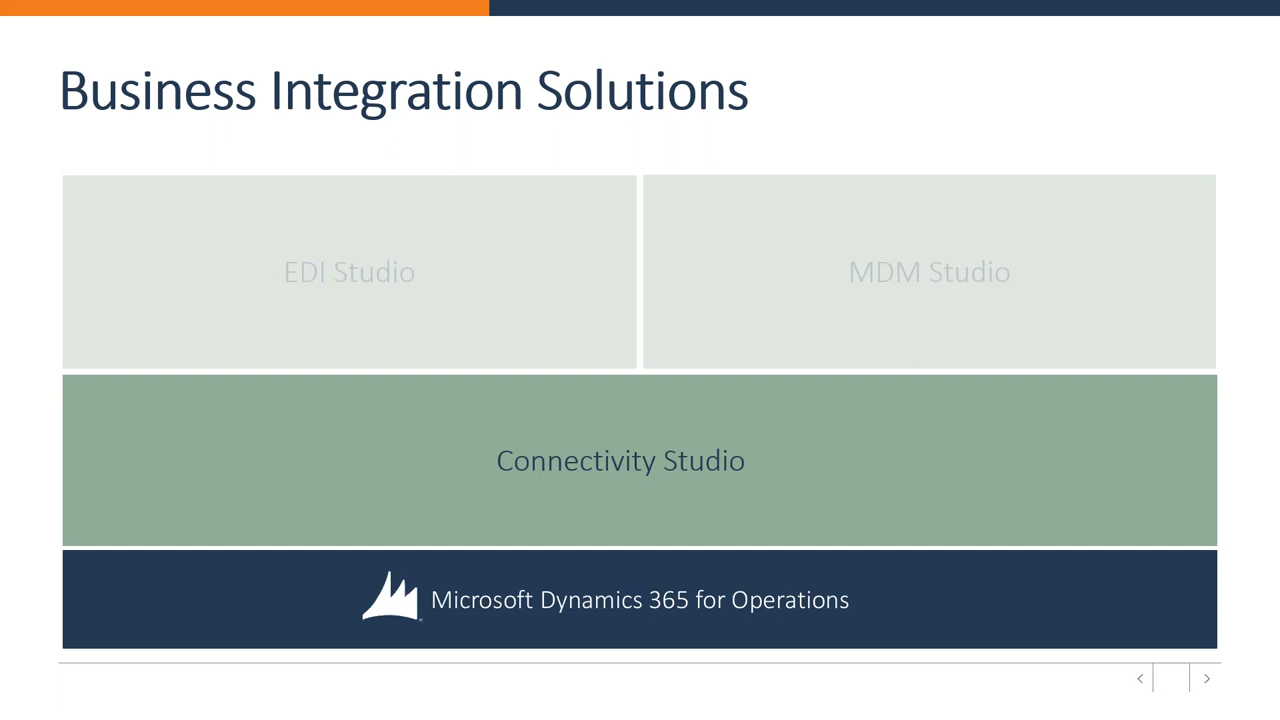 Business Integration Solutions
EDI Studio
MDM Studio
Connectivity Studio
Microsoft Dynamics 365 for Operations